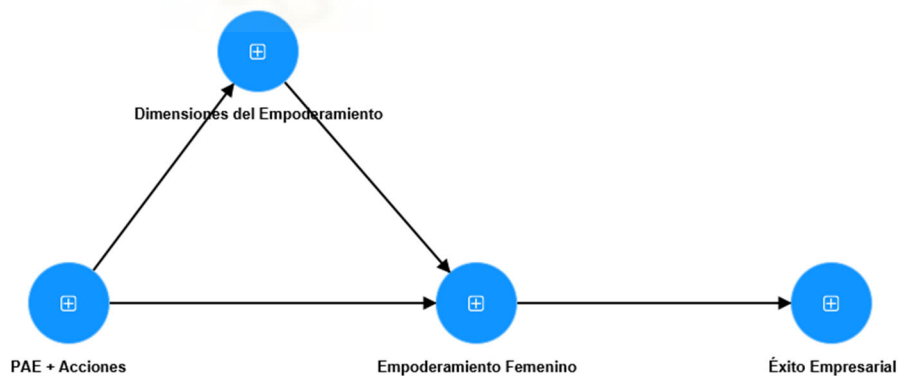 Dimensiones del Empoderamiento
PAE + Acciones
Empoderamiento Femenino
Éxito Empresarial